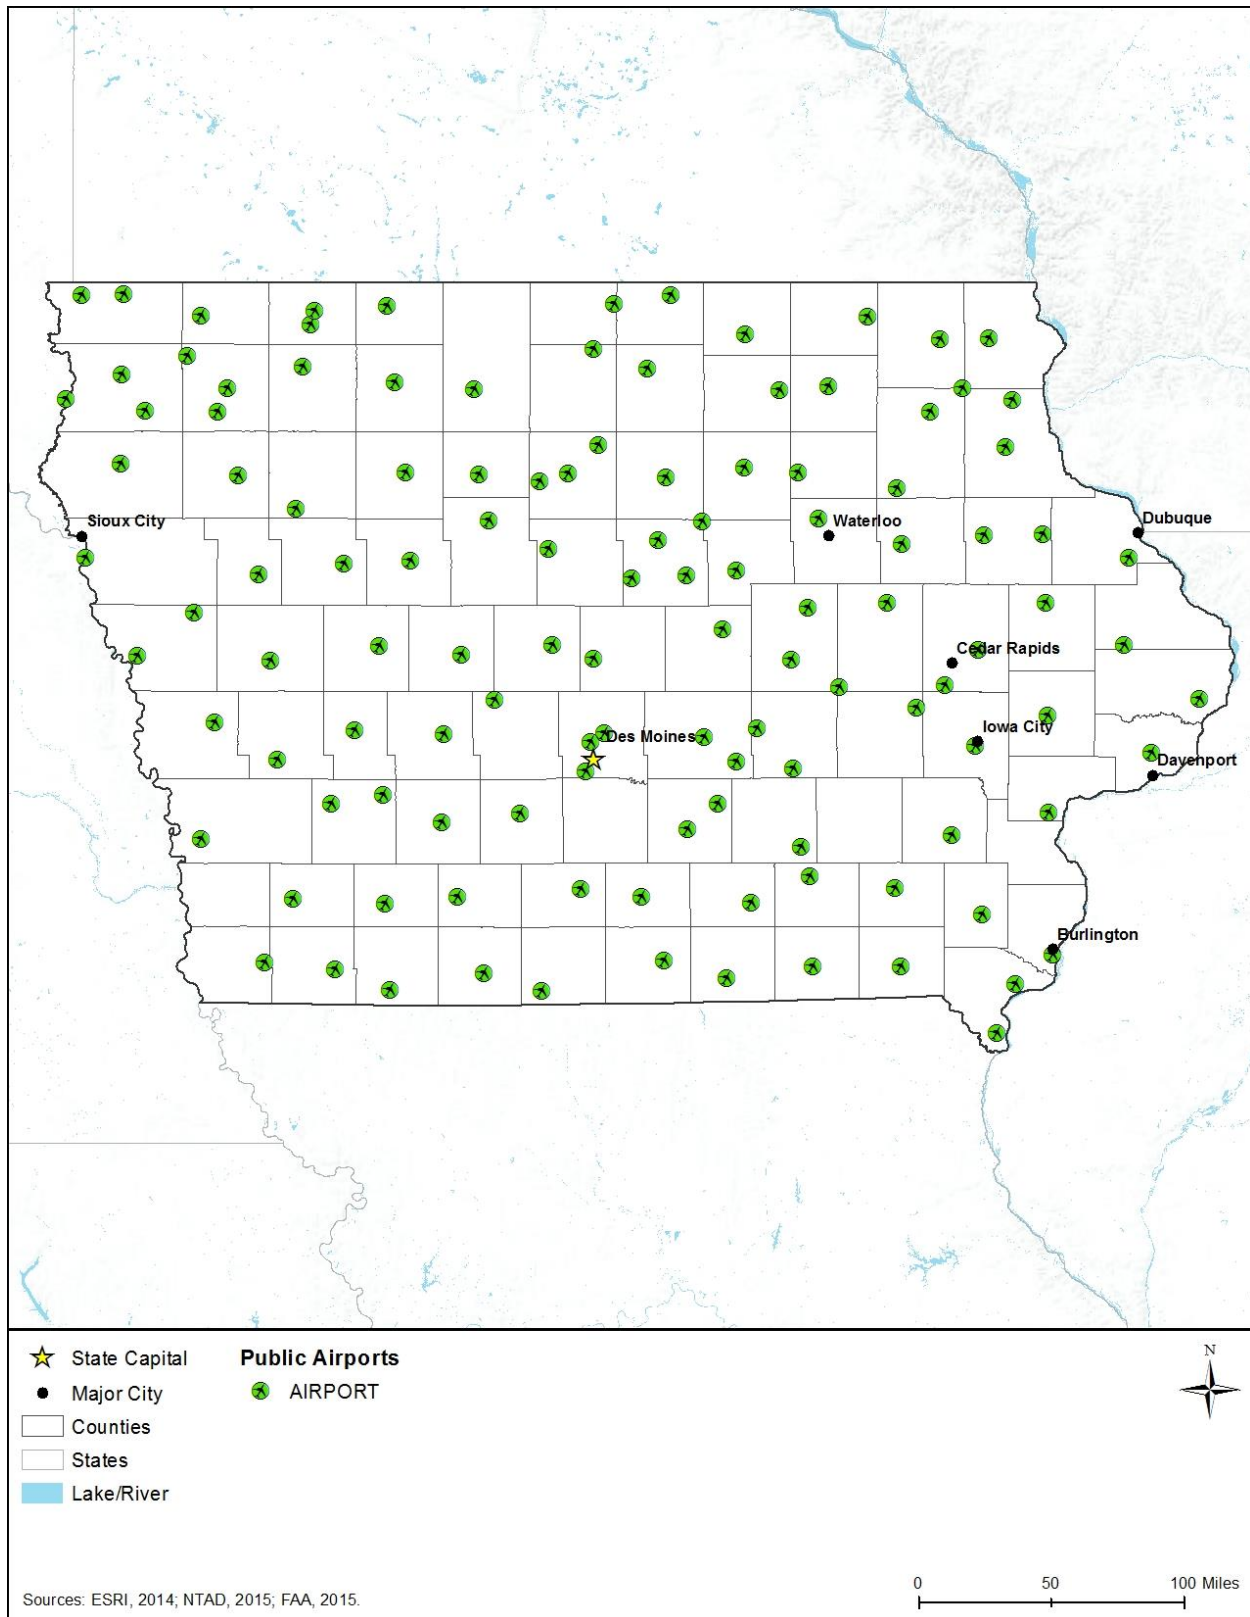 Sioux City
Waterloo
Dubuque
Cedar Rapids
Iowa City
Des Moines
Davenport
Burlington
State Capital
Public Airports
Major City
AIRPORT
Counties
States
Lake/River
N
Sources: ESRI, 2014; NTAD, 2015; FAA, 2015.
0 50 100 Miles